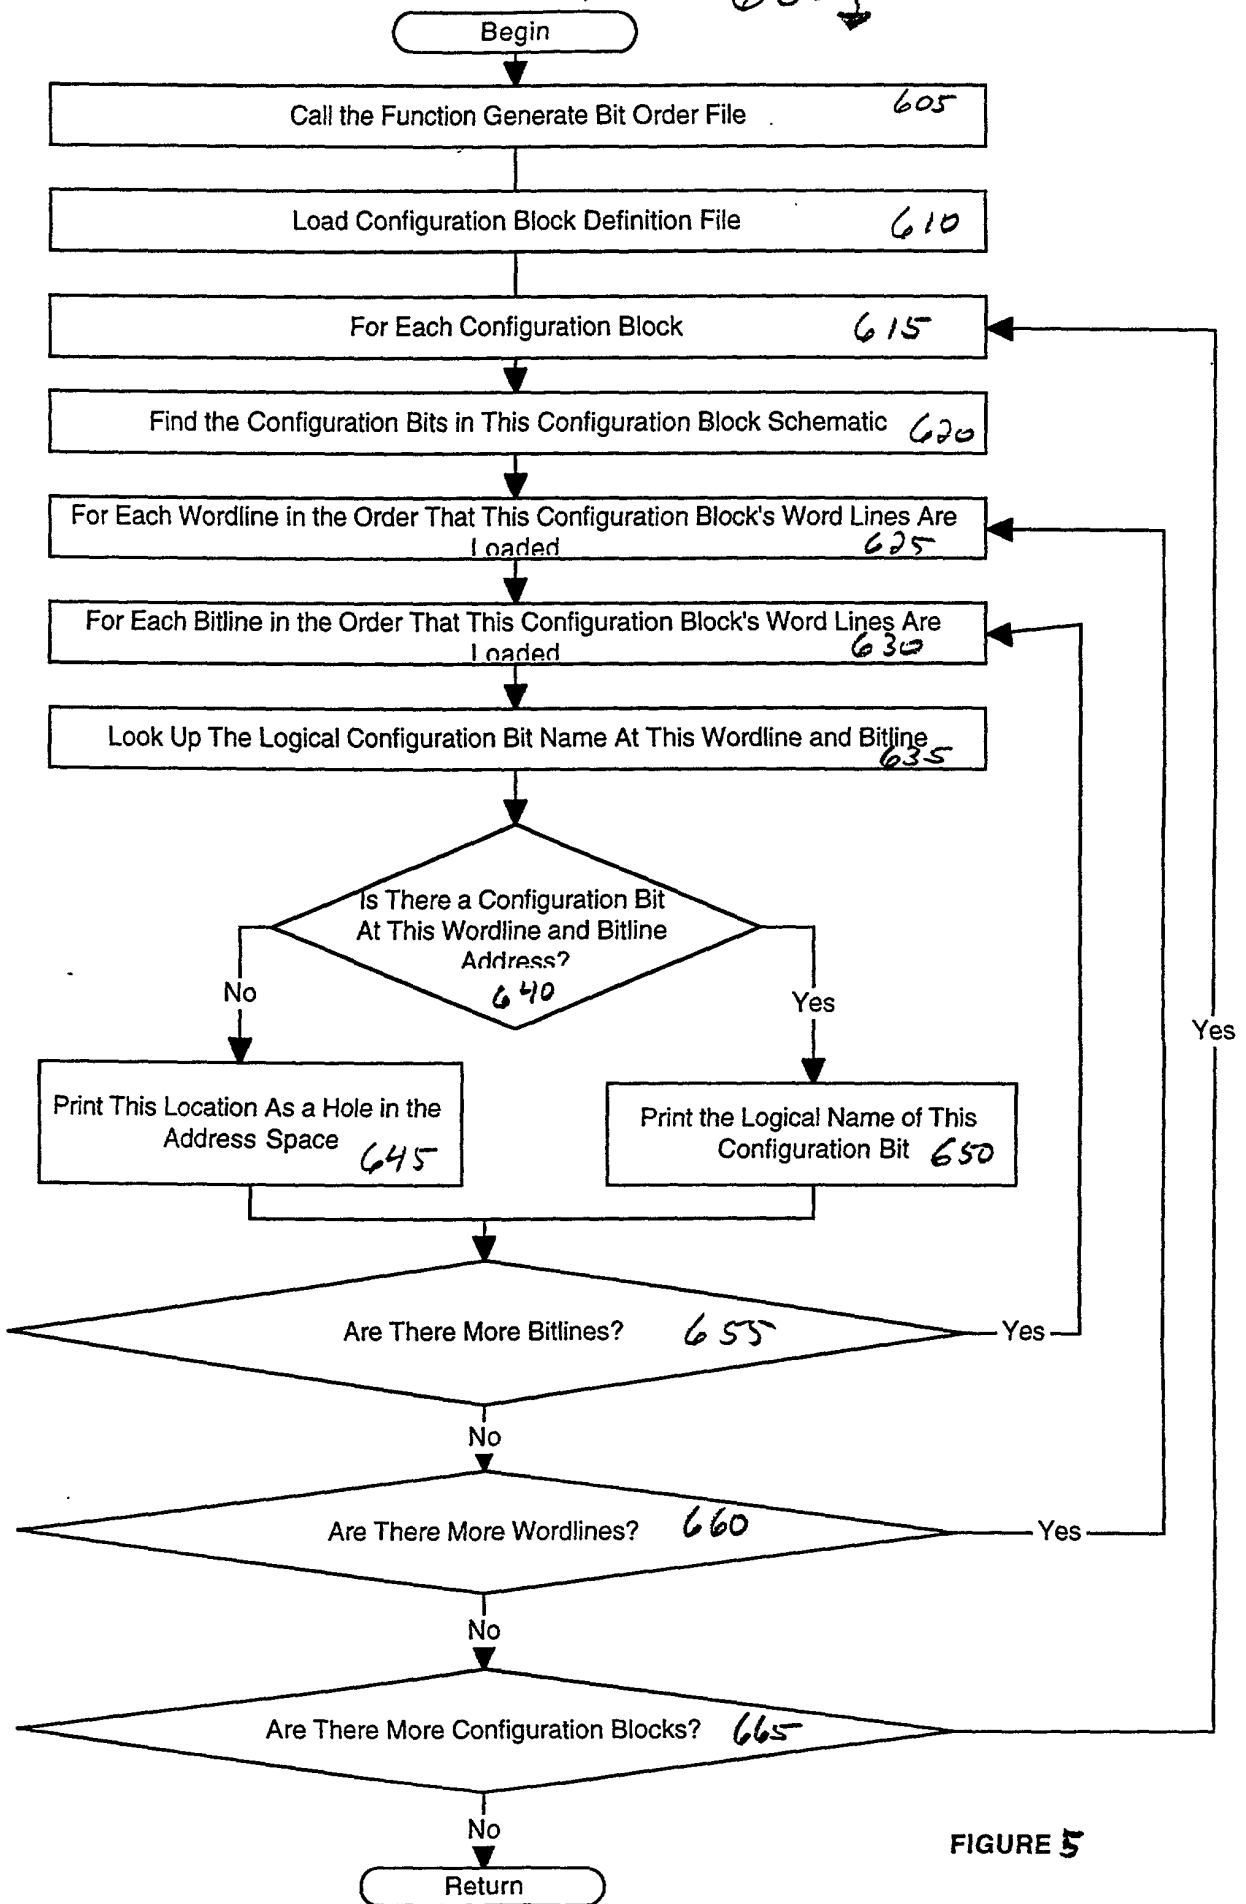 Begin
Call the Function Generate Bit Order File 605
Load Configuration Block Definition File 610
For Each Configuration Block 615
Find the Configuration Bits in This Configuration Block Schematic 620
For Each Wordline in the Order That This Configuration Block's Word Lines Are
Loaded 625
For Each Bitline in the Order That This Configuration Block's Word Lines Are
Loaded 630
Look Up The Logical Configuration Bit Name At This Wordline and Bitline
635
Is There a Configuration Bit
At This Wordline and Bitline
Address?
640
No
Yes
Yes
Print This Location As a Hole in the
Address Space 645
Print the Logical Name of This
Configuration Bit 650
Are There More Bitlines? 655
Yes
No
Are There More Wordlines? 660
Yes
No
Are There More Configuration Blocks? 665
No
Return
FIGURE 5